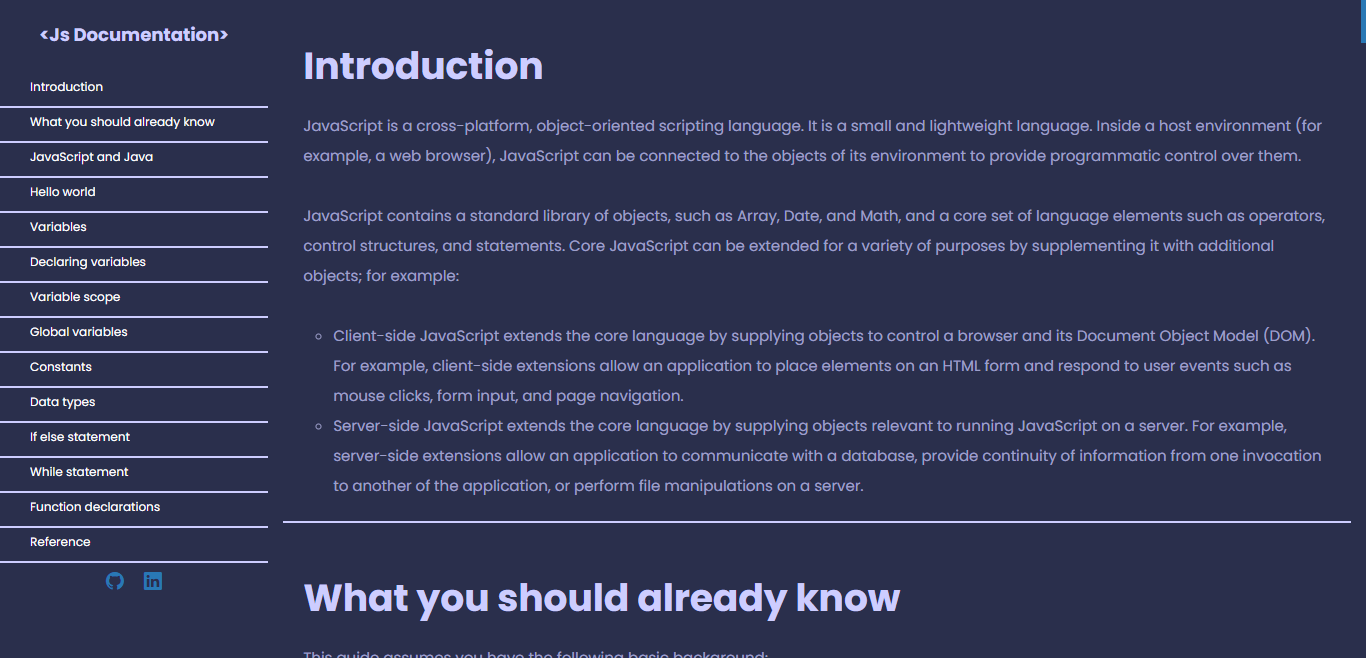 <Js Documentation>
Introduction
What you should already know
JavaScript and Java
Hello world
Variables
Declaring variables
Variable scope
Global variables
Constants
Data types
If else statement
While statement
Function declarations
Reference
Introduction
JavaScript is a cross-platform, object-oriented scripting language. It is a small and lightweight language. Inside a host environment (for
example, a web browser), JavaScript can be connected to the objects of its environment to provide programmatic control over them.
JavaScript contains a standard library of objects, such as Array, Date, and Math, and a core set of language elements such as operators,
control structures, and statements. Core JavaScript can be extended for a variety of purposes by supplementing it with additional
objects; for example:
Client-side JavaScript extends the core language by supplying objects to control a browser and its Document Object Model (DOM).
For example, client-side extensions allow an application to place elements on an HTML form and respond to user events such as
mouse clicks, form input, and page navigation.
Server-side JavaScript extends the core language by supplying objects relevant to running JavaScript on a server. For example,
server-side extensions allow an application to communicate with a database, provide continuity of information from one invocation
to another of the application, or perform file manipulations on a server.
What you should already know
This guide assumes you have the following basic background: